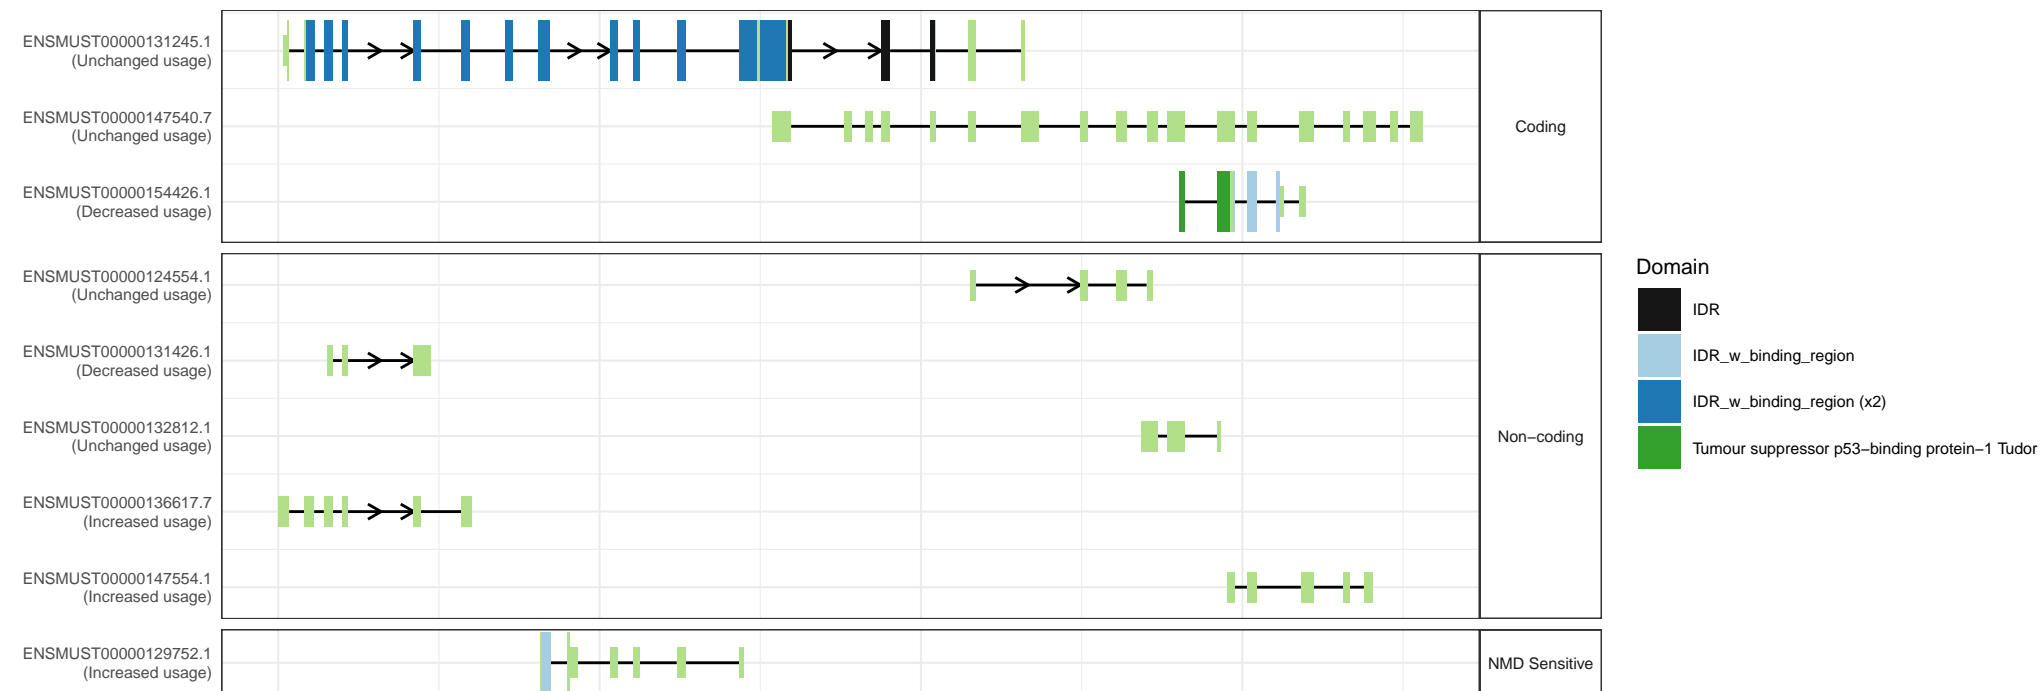 ENSMUST00000131245.1
(Unchanged usage)
ENSMUST00000147540.7
(Unchanged usage)
ENSMUST00000154426.1
(Decreased usage)
Coding
ENSMUST00000124554.1
(Unchanged usage)
ENSMUST00000131426.1
(Decreased usage)
ENSMUST00000132812.1
(Unchanged usage)
ENSMUST00000136617.7
(Increased usage)
ENSMUST00000147554.1
(Increased usage)
Non−coding
ENSMUST00000129752.1
(Increased usage)
NMD Sensitive
Domain
IDR
IDR_w_binding_region
IDR_w_binding_region (x2)
Tumour suppressor p53−binding protein−1 Tudor